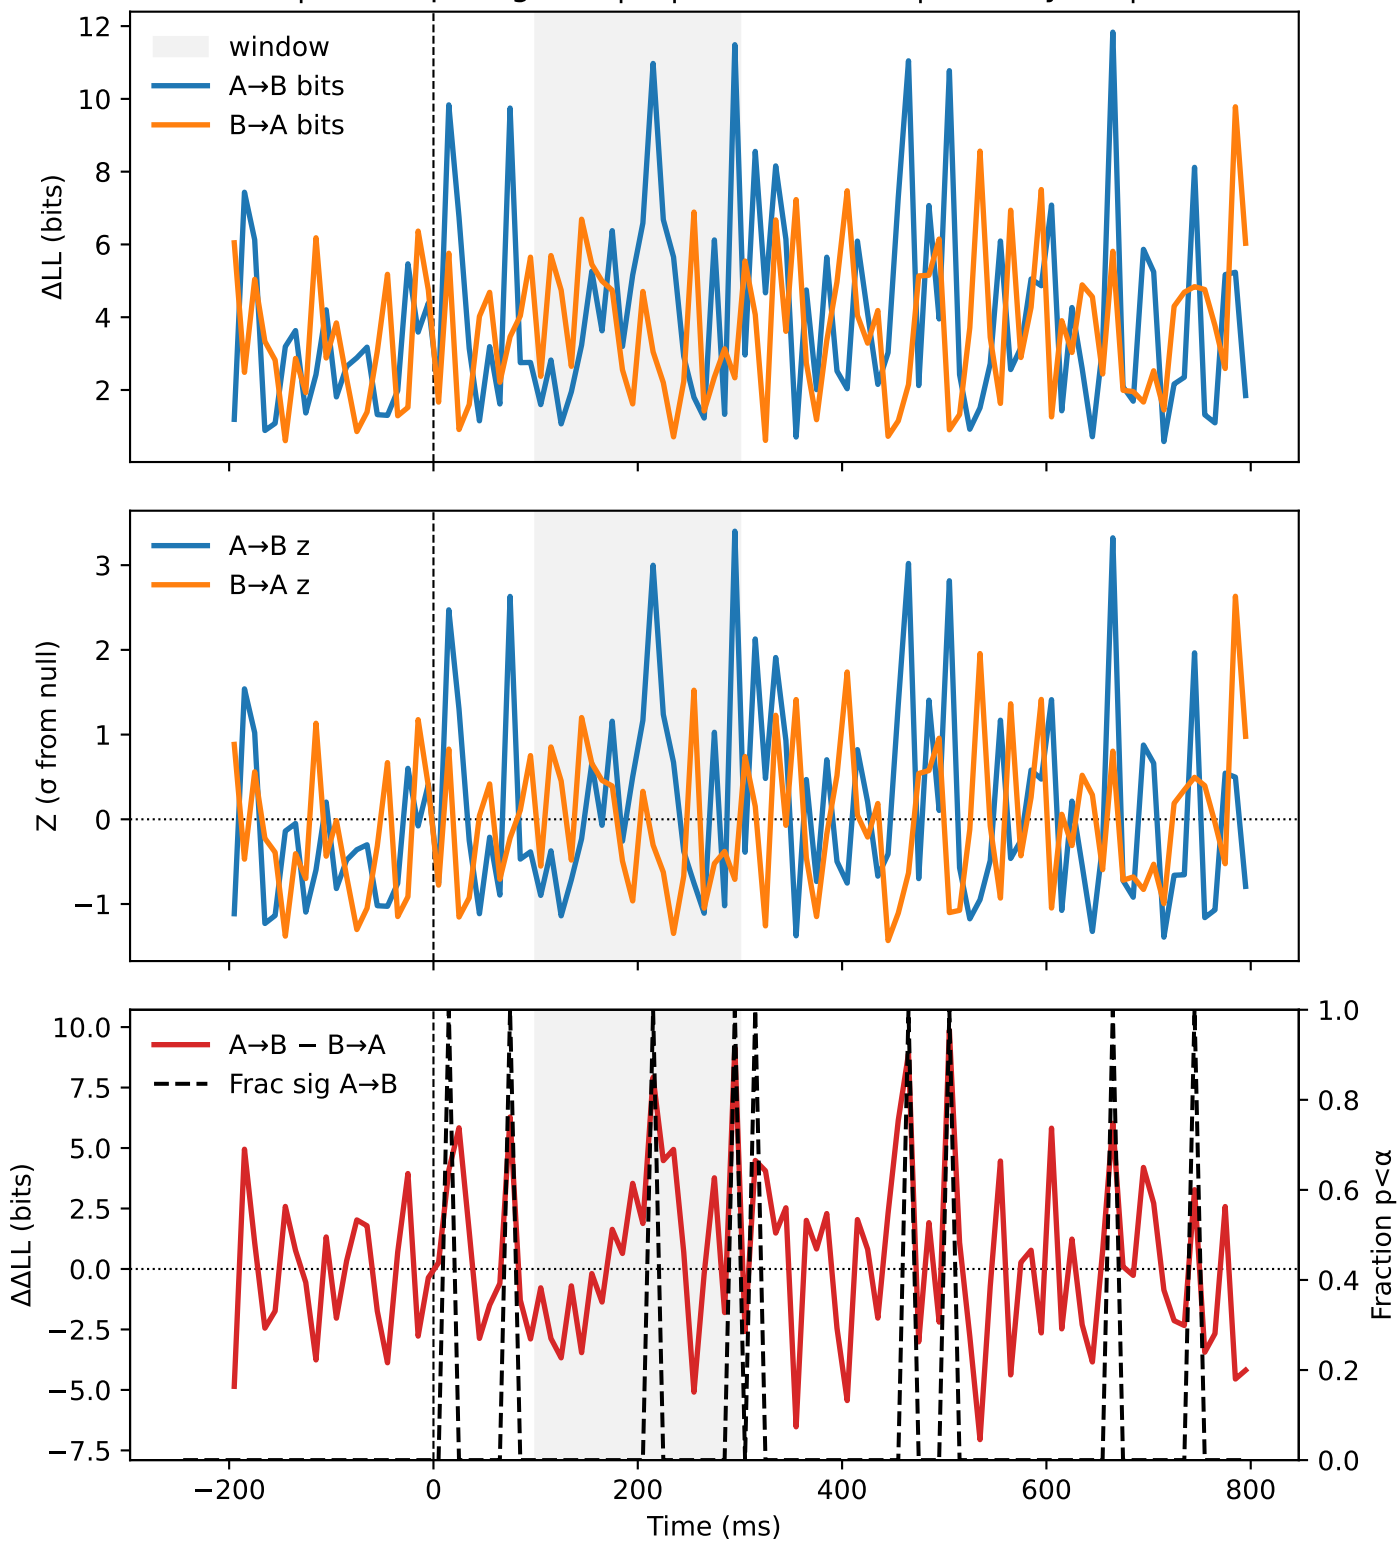 12
10
8
6
4
2
ΔLL (bits)
window
A→B bits
B→A bits
3
2
1
0
−1
Z (σ from null)
A→B z
B→A z
10.0
7.5
5.0
2.5
0.0
−2.5
−5.0
−7.5
ΔΔLL (bits)
A→B − B→A
Frac sig A→B
1.0
0.8
0.6
0.4
0.2
0.0
Fraction p<α
−200 0 200 400 600 800
Time (ms)